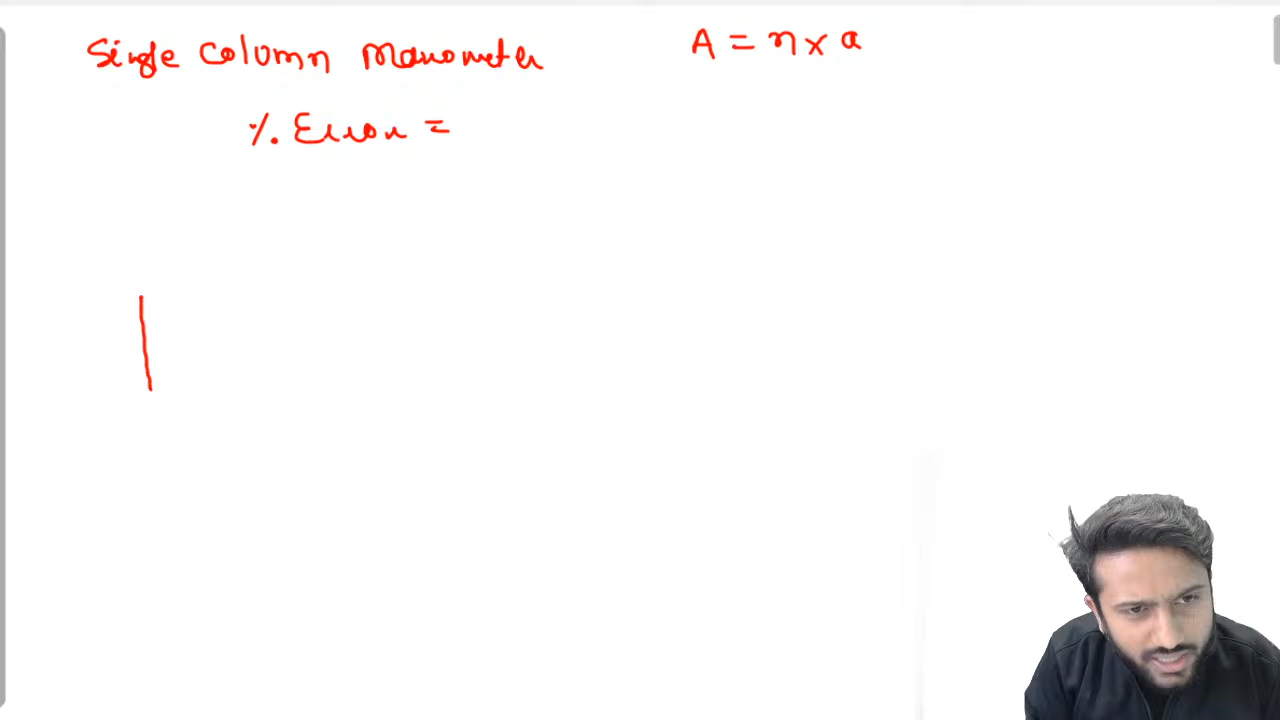 Single Column Manometer
A = n x a
% Error =